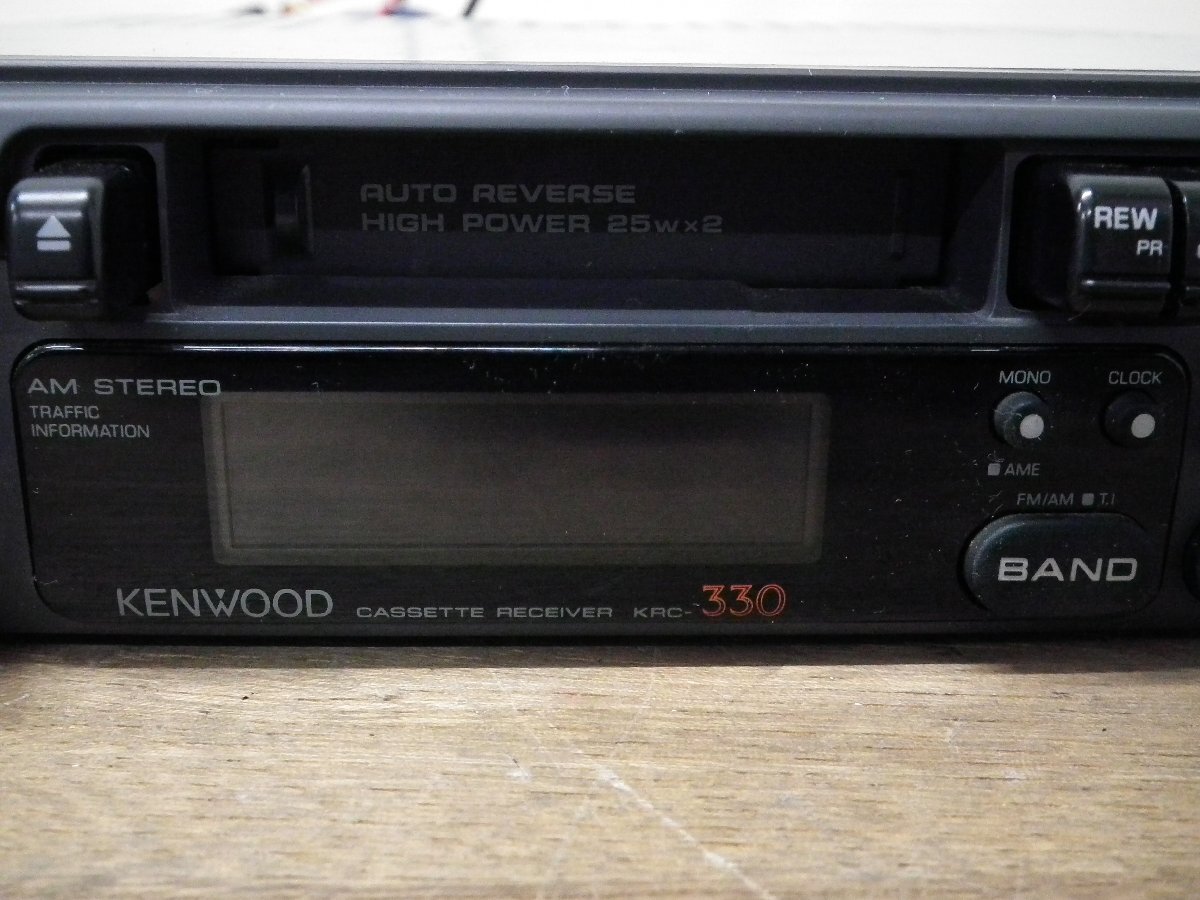 AUTO REVERSE
HIGH POWER 25W×2
REW
PR
AM STEREO
TRAFFIC
INFORMATION
MONO
CLOCK
AME
FM/AM ■ T.I
BAND
KENWOOD CASSETTE RECEIVER KRC-330